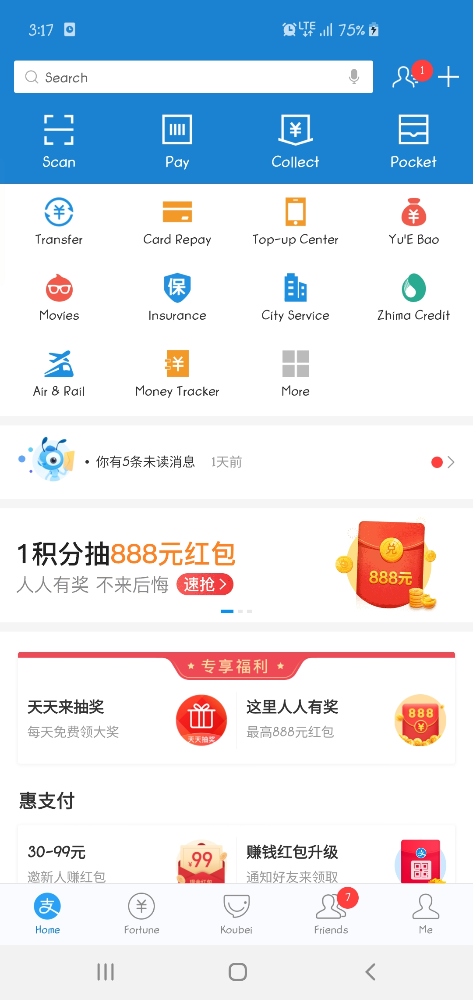 3:17 LTE 75%
Search 1
Scan Pay Collect Pocket
Transfer Card Repay Top-up Center Yu'E Bao
保
Movies Insurance City Service Zhima Credit
Air & Rail Money Tracker More
• 你有5条未读消息 1天前
1积分抽888元红包
人人有奖 不来后悔 速抢
兑
888元
专享福利
天天来抽奖
每天免费领大奖
天天抽奖
这里人人有奖
最高888元红包
888
¥
惠支付
30-99元
邀新人赚红包
¥99
现金红包
赚钱红包升级
通知好友来领取
支
支 7
Home Fortune Koubei Friends Me